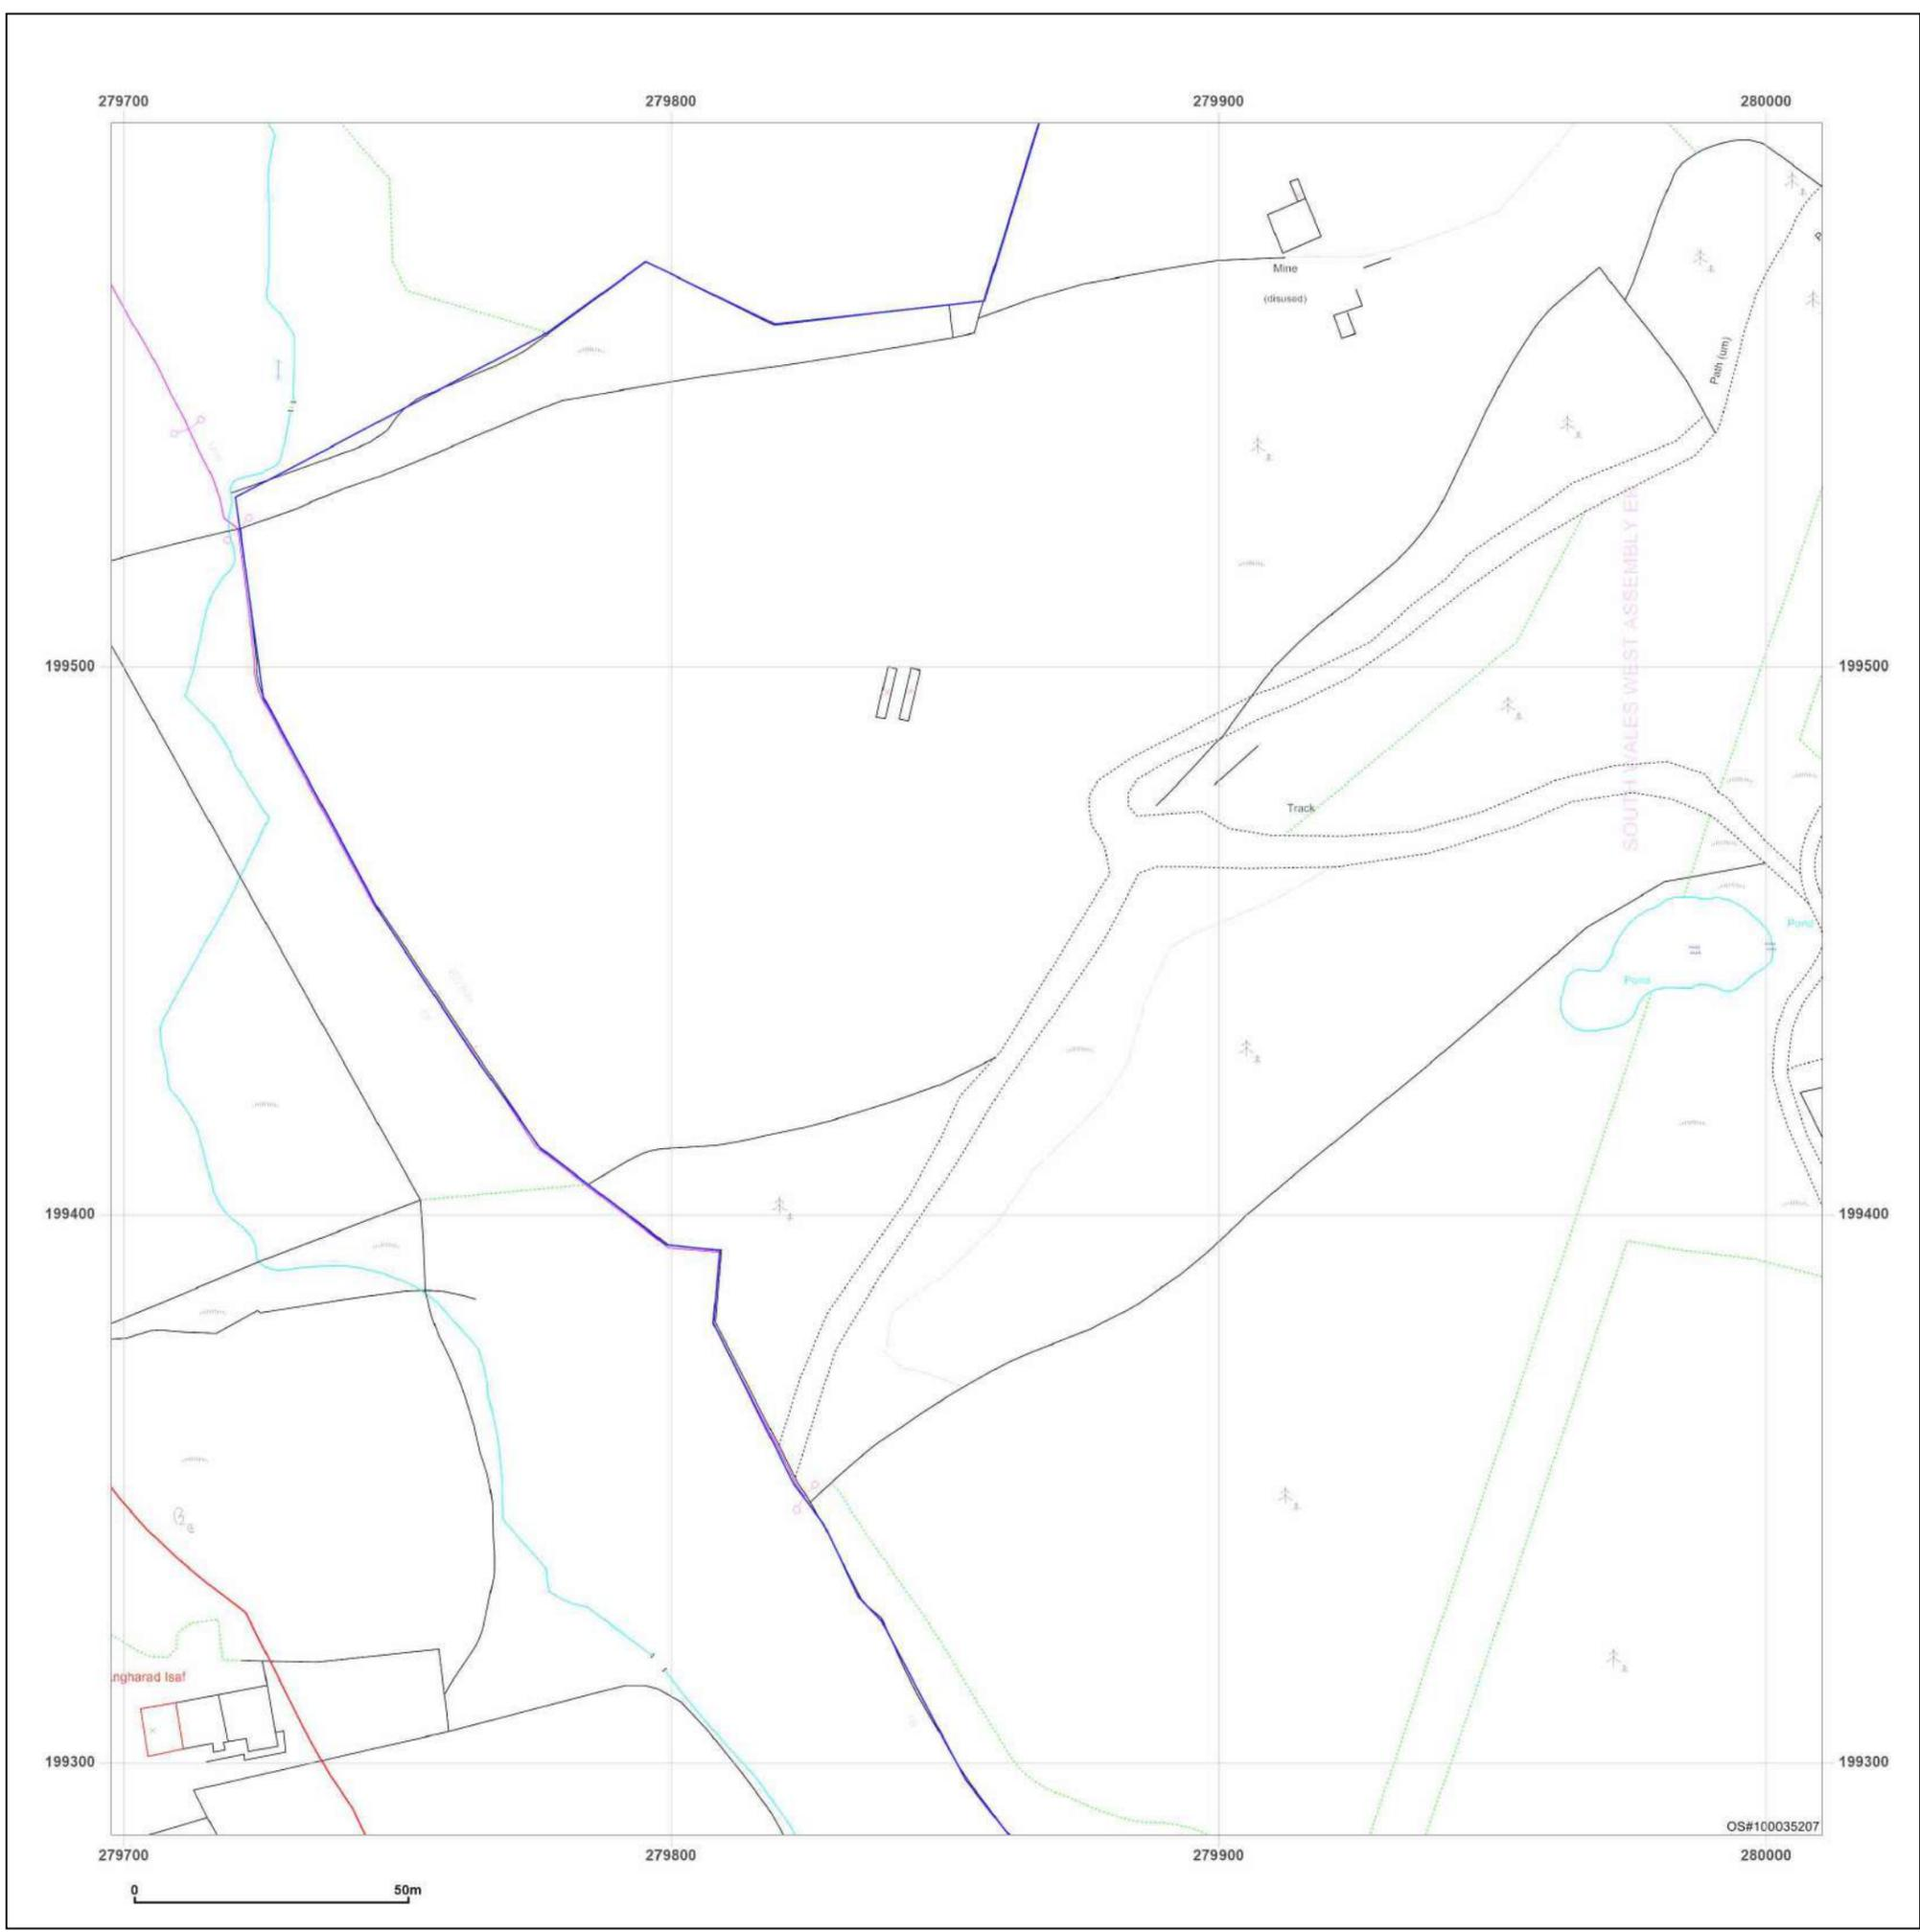 279700 279800 279900 280000
Mine
(disused)
Path (um)
199500 199500
SOUTH WALES WEST ASSEMBLY ER
Track
Pond
Pond
199400 199400
ngharad Isaf
199300 199300
OS#100035207
279700 279800 279900 280000
0 50m